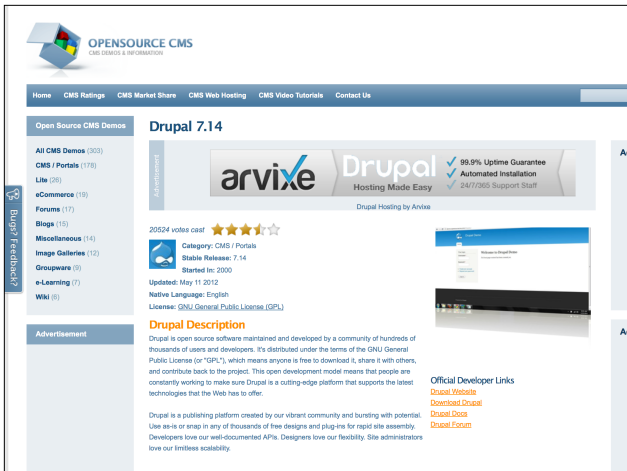 OPENSOURCE CMS
CMS DEMOS & INFORMATION
Home CMS Ratings CMS Market Share CMS Web Hosting CMS Video Tutorials Contact Us
Open Source CMS Demos
All CMS Demos (303)
CMS / Portals (178)
Lite (26)
eCommerce (19)
Forums (17)
Blogs (15)
Miscellaneous (14)
Image Galleries (12)
Groupware (9)
e-Learning (7)
Wiki (6)
Bugs? Feedback?
Advertisement
Drupal 7.14
Advertisement
arvixe
Drupal
Hosting Made Easy
99.9% Uptime Guarantee
Automated Installation
24/7/365 Support Staff
Drupal Hosting by Arvixe
20524 votes cast
Category: CMS / Portals
Stable Release: 7.14
Started In: 2000
Updated: May 11 2012
Native Language: English
License: GNU General Public License (GPL)
Drupal Description
Drupal is open source software maintained and developed by a community of hundreds of
thousands of users and developers. It's distributed under the terms of the GNU General
Public License (or "GPL"), which means anyone is free to download it, share it with others,
and contribute back to the project. This open development model means that people are
constantly working to make sure Drupal is a cutting-edge platform that supports the latest
technologies that the Web has to offer.
Drupal is a publishing platform created by our vibrant community and bursting with potential.
Use as-is or snap in any of thousands of free designs and plug-ins for rapid site assembly.
Developers love our well-documented APIs. Designers love our flexibility. Site administrators
love our limitless scalability.
Official Developer Links
Drupal Website
Download Drupal
Drupal Docs
Drupal Forum